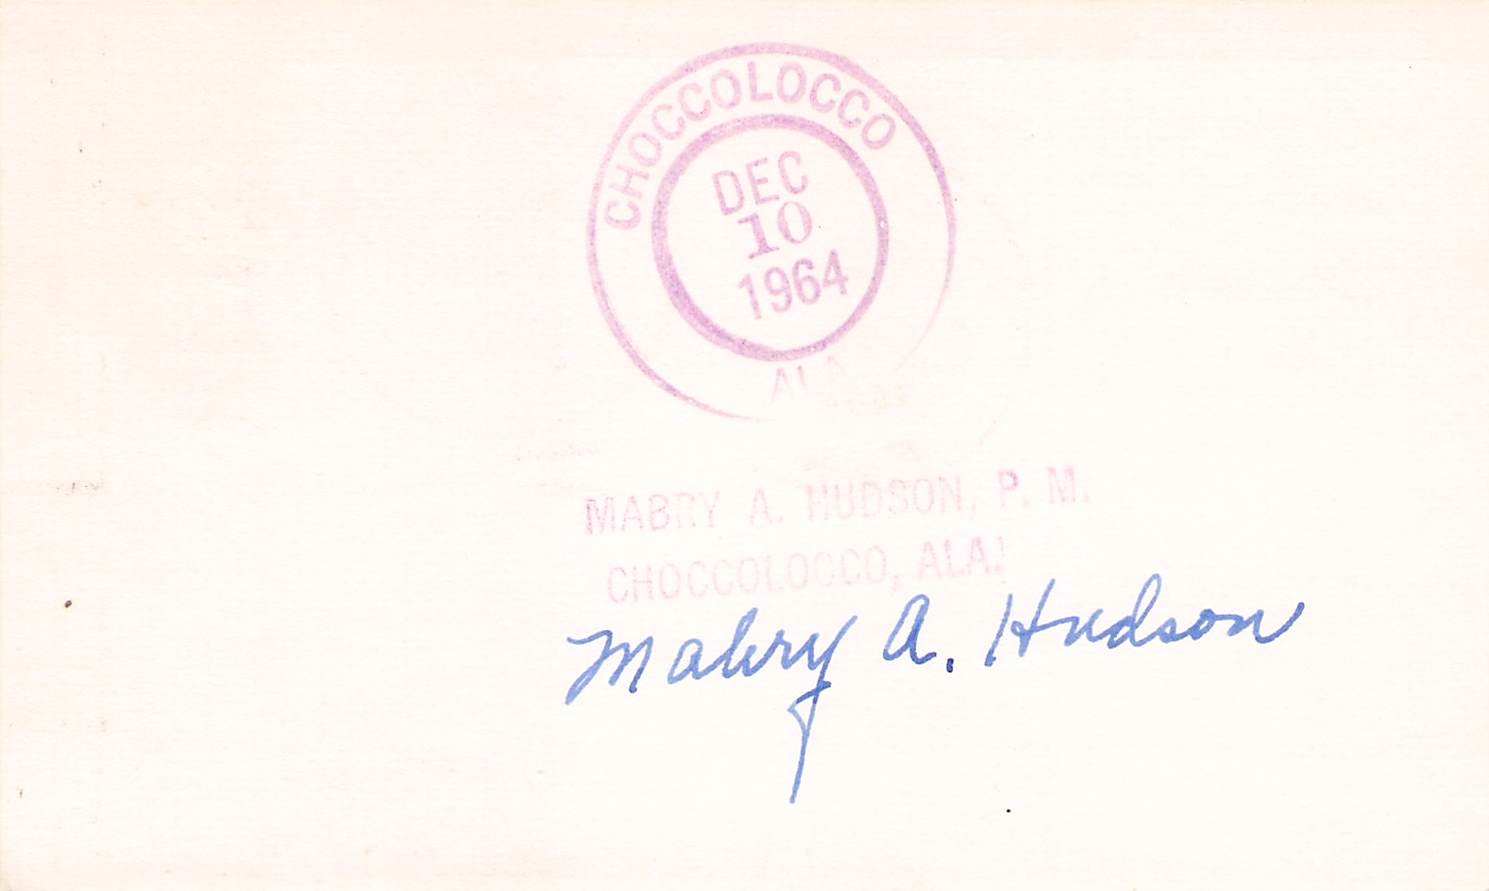 CHOCCOLOCCO
DEC
10
1964
ALA
MABRY A. HUDSON, P. M.
CHOCCOLOCCO, ALA.
Mabry A. Hudson